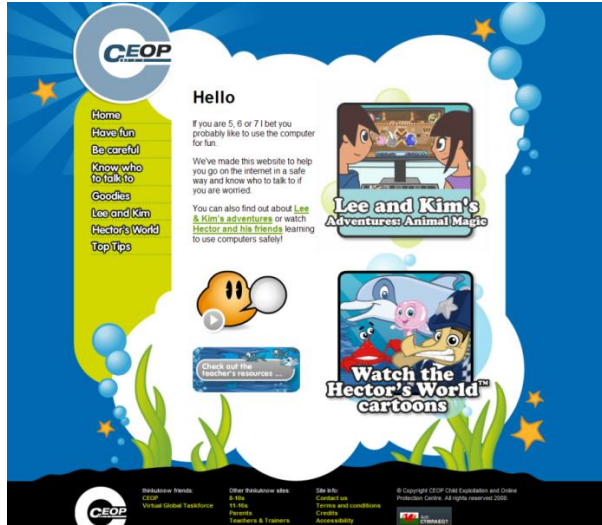 CEOP
Home
Have fun
Be careful
Know who
to talk to
Goodies
Lee and Kim
Hector's World
Top Tips
Hello
If you are 5, 6 or 7 I bet you
probably like to use the computer
for fun.
We've made this website to help
you go on the internet in a safe
way and know who to talk to if
you are worried.
You can also find out about Lee
& Kim's adventures or watch
Hector and his friends learning
to use computers safely!
Check out the
teacher's resources ...
Lee and Kim's
Adventures: Animal Magic
Watch the
Hector's World™
cartoons
CEOP
thinkuknow friends:
CEOP
Virtual Global Taskforce
Other thinkuknow sites:
8-10s
11-16s
Parents
Teachers & Trainers
Site Info:
Contact us
Terms and conditions
Credits
Accessibility
© Copyright CEOP Child Exploitation and Online
Protection Centre. All rights reserved 2008.
CYMRAEG?